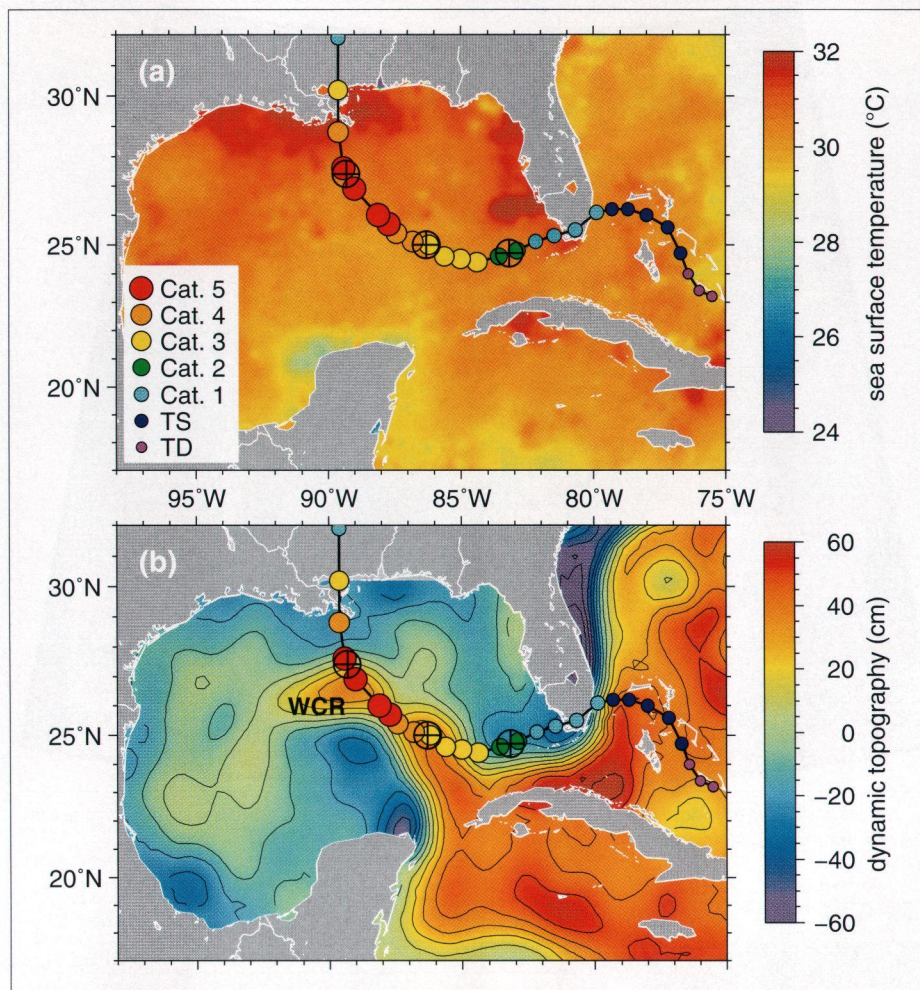 (a)
30°N
25°N
20°N
Cat. 5
Cat. 4
Cat. 3
Cat. 2
Cat. 1
TS
TD
32
30
28
26
24
sea surface temperature (°C)
95°W
90°W
85°W
80°W
75°W
(b)
30°N
25°N
20°N
WCR
60
40
20
0
−20
−40
−60
dynamic topography (cm)